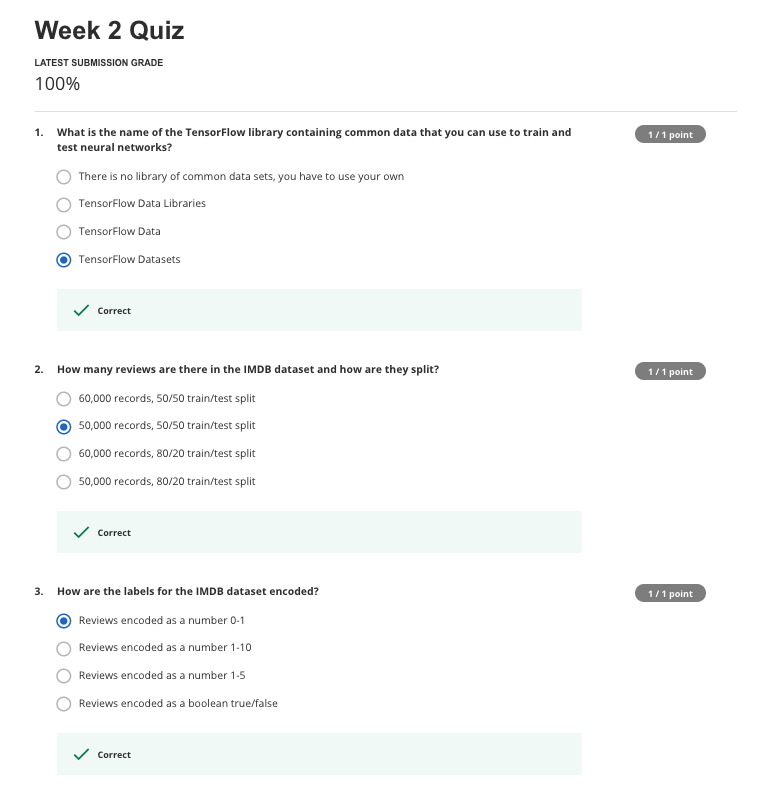 Week 2 Quiz
LATEST SUBMISSION GRADE
100%
1. What is the name of the TensorFlow library containing common data that you can use to train and
test neural networks?
1 / 1 point
There is no library of common data sets, you have to use your own
TensorFlow Data Libraries
TensorFlow Data
TensorFlow Datasets
Correct
2. How many reviews are there in the IMDB dataset and how are they split?
1 / 1 point
60,000 records, 50/50 train/test split
50,000 records, 50/50 train/test split
60,000 records, 80/20 train/test split
50,000 records, 80/20 train/test split
Correct
3. How are the labels for the IMDB dataset encoded?
1 / 1 point
Reviews encoded as a number 0-1
Reviews encoded as a number 1-10
Reviews encoded as a number 1-5
Reviews encoded as a boolean true/false
Correct